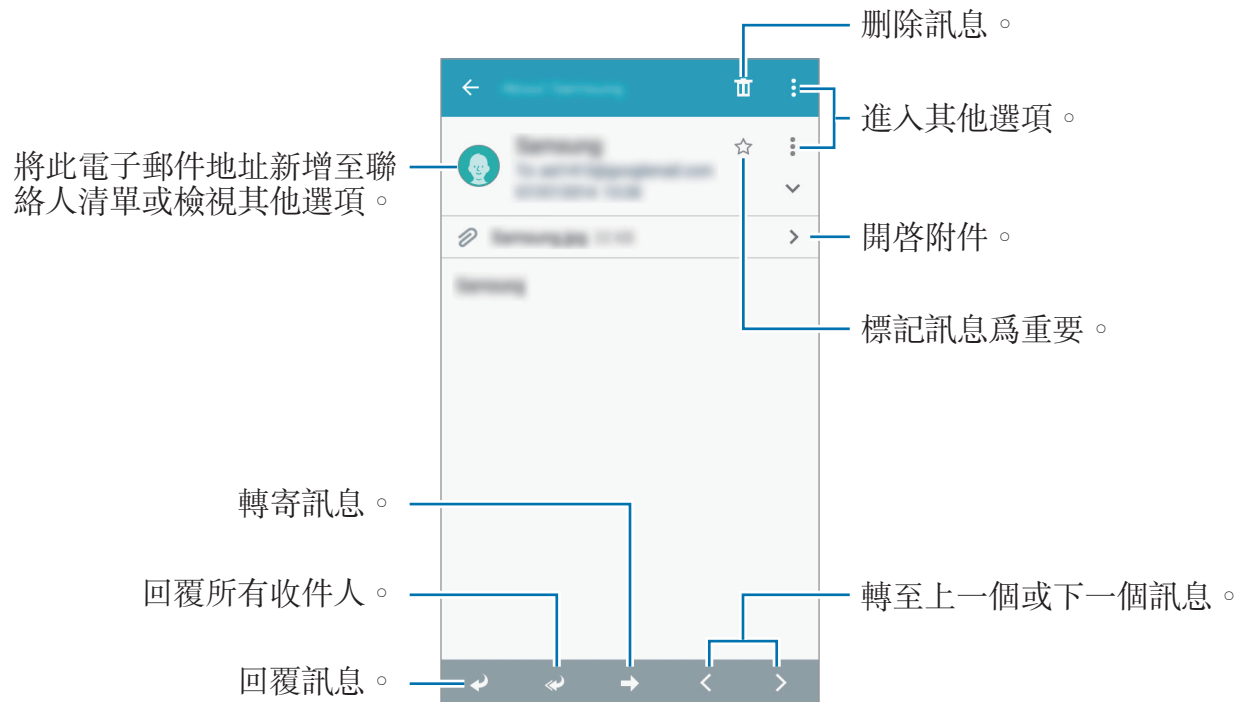 刪除訊息。
進入其他選項。
將此電子郵件地址新增至聯
絡人清單或檢視其他選項。
開啓附件。
標記訊息爲重要。
轉寄訊息。
回覆所有收件人。
轉至上一個或下一個訊息。
回覆訊息。